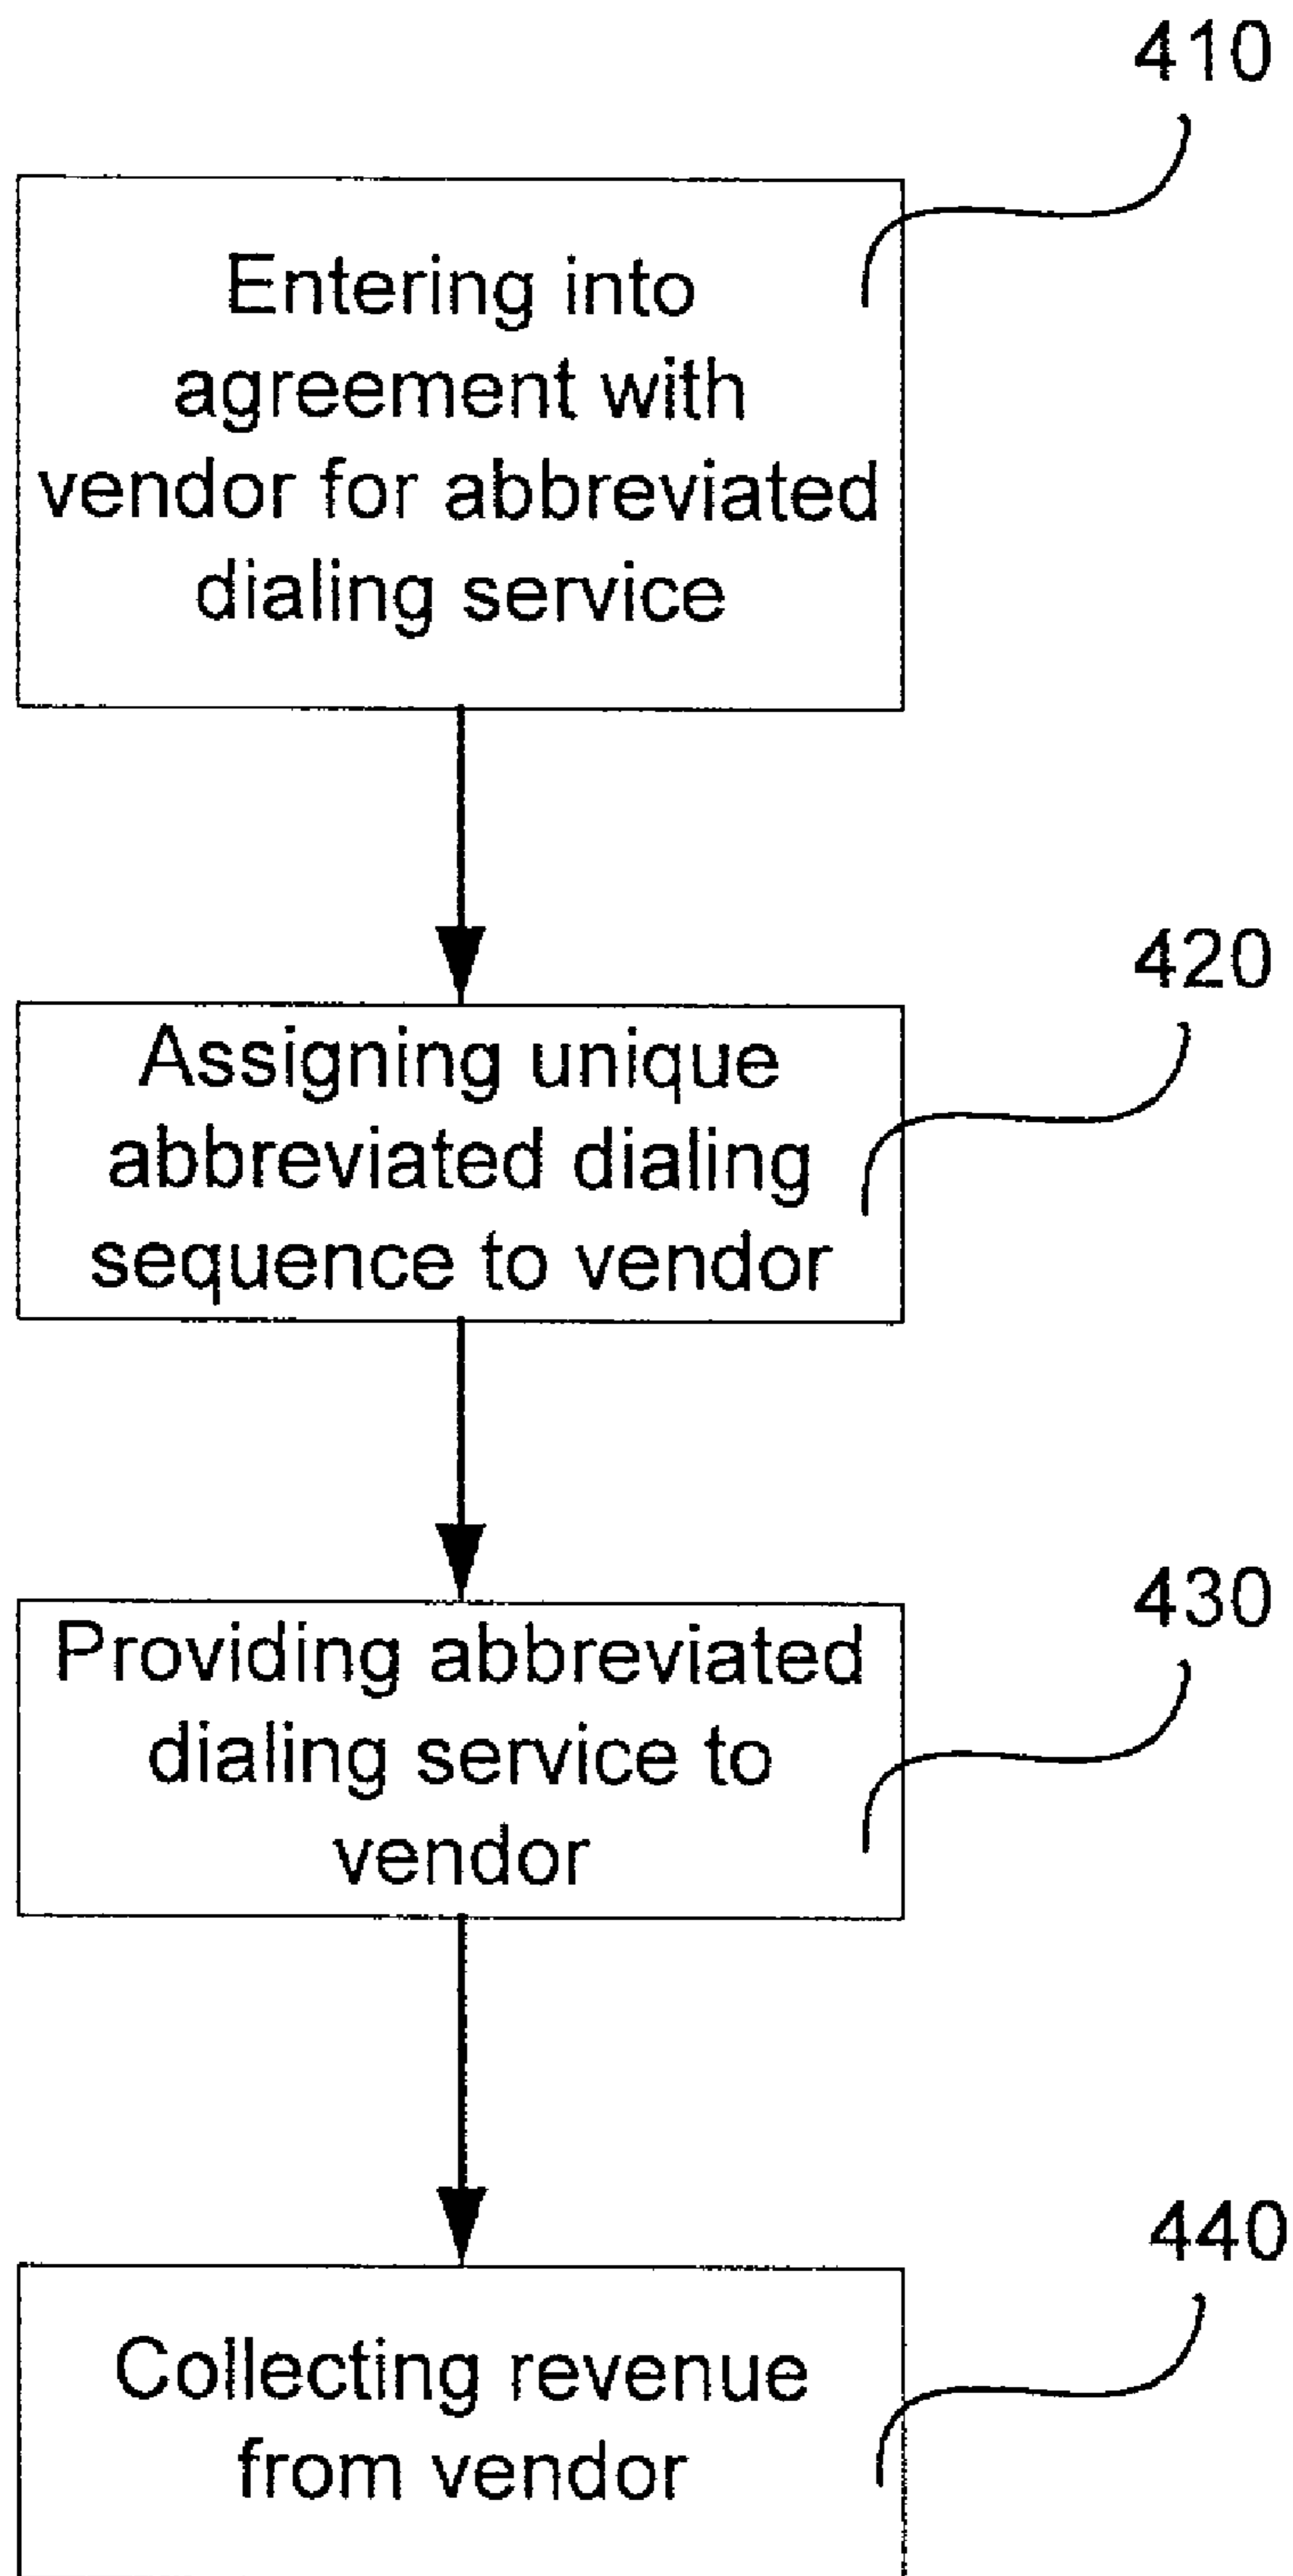 410
Entering into
agreement with
vendor for abbreviated
dialing service
420
Assigning unique
abbreviated dialing
sequence to vendor
430
Providing abbreviated
dialing service to
vendor
440
Collecting revenue
from vendor